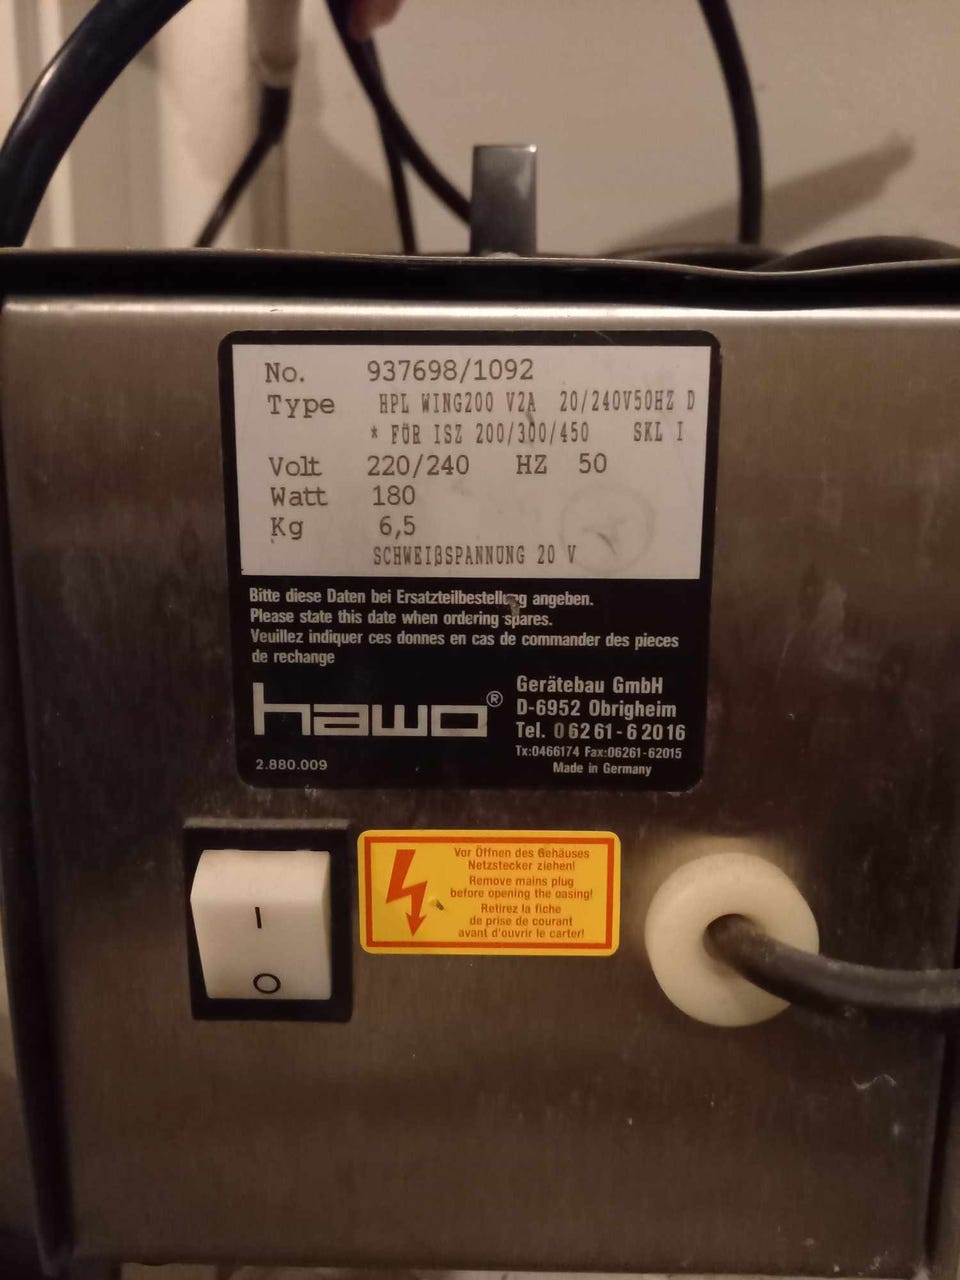 No. 937698/1092
Type HPL WING200 V2A 20/240V50HZ D
* FÜR ISZ 200/300/450 SKL I
Volt 220/240 HZ 50
Watt 180
Kg 6,5
SCHWEIßSPANNUNG 20 V
Bitte diese Daten bei Ersatzteilbestellung angeben.
Please state this date when ordering spares.
Veuillez indiquer ces donnes en cas de commander des pieces
de rechange
hawo®
Gerätebau GmbH
D-6952 Obrigheim
Tel. 06261-62016
Tx:0466174 Fax:06261-62015
Made in Germany
2.880.009
I
O
Vor Öffnen des Gehäuses
Netzstecker ziehen!
Remove mains plug
before opening the oasing!
Retirez la fiche
de prise de courant
avant d'ouvrir le carter!